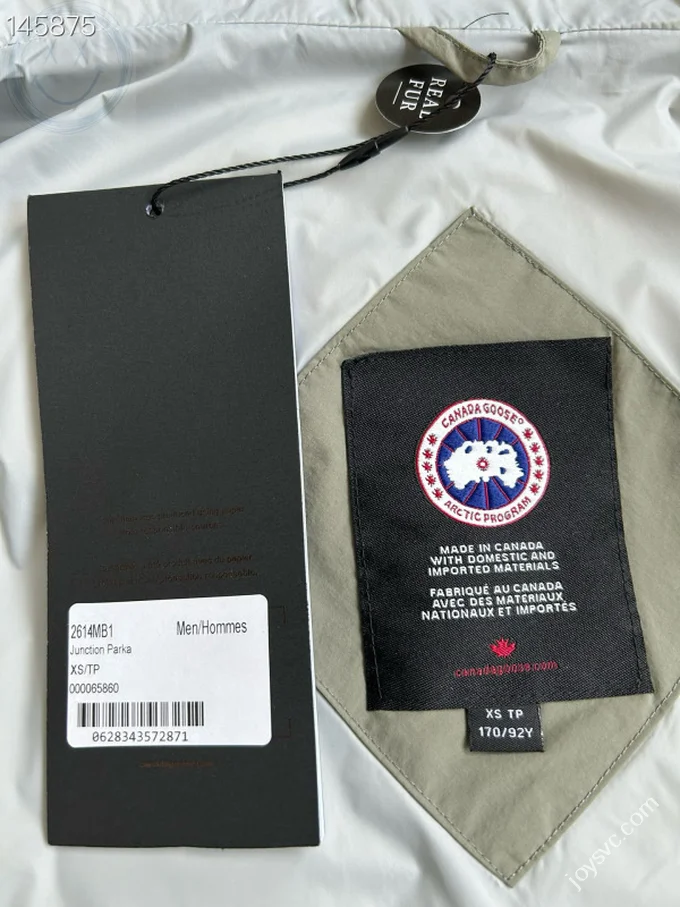 145875
REAL
FUR
CANADA GOOSE®
ARCTIC PROGRAM
MADE IN CANADA
WITH DOMESTIC AND
IMPORTED MATERIALS
FABRIQUÉ AU CANADA
AVEC DES MATÉRIAUX
NATIONAUX ET IMPORTÉS
canadagoose.com
XS TP
170/92Y
2614MB1 Men/Hommes
Junction Parka
XS/TP
000065860
0628343572871
joysvc.com